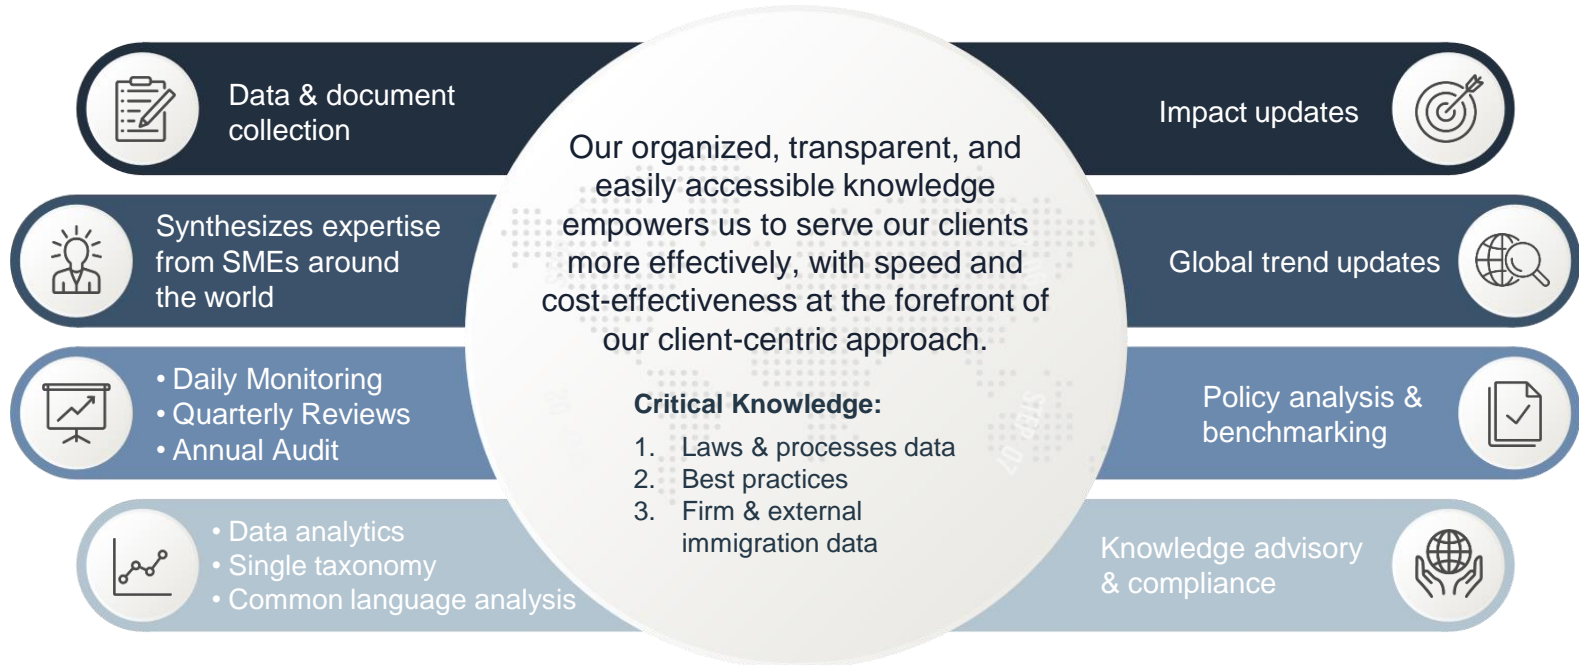 Data & document
collection
Synthesizes expertise
from SMEs around
the world
• Daily Monitoring
• Quarterly Reviews
• Annual Audit
• Data analytics
• Single taxonomy
• Common language analysis
Our organized, transparent, and
easily accessible knowledge
empowers us to serve our clients
more effectively, with speed and
cost-effectiveness at the forefront of
our client-centric approach.
Critical Knowledge:
1. Laws & processes data
2. Best practices
3. Firm & external
immigration data
Impact updates
Global trend updates
Policy analysis &
benchmarking
Knowledge advisory
& compliance